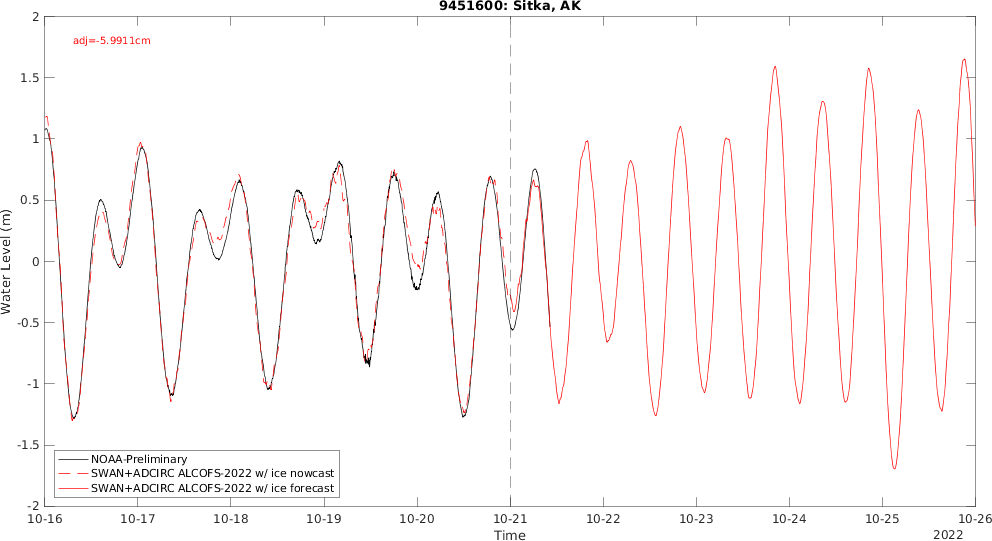 9451600: Sitka, AK
adj=-5.9911cm
2
1.5
1
0.5
0
-0.5
-1
-1.5
-2
Water Level (m)
NOAA-Preliminary
SWAN+ADCIRC ALCOFS-2022 w/ ice nowcast
SWAN+ADCIRC ALCOFS-2022 w/ ice forecast
10-16 10-17 10-18 10-19 10-20 10-21 10-22 10-23 10-24 10-25 10-26
Time
2022